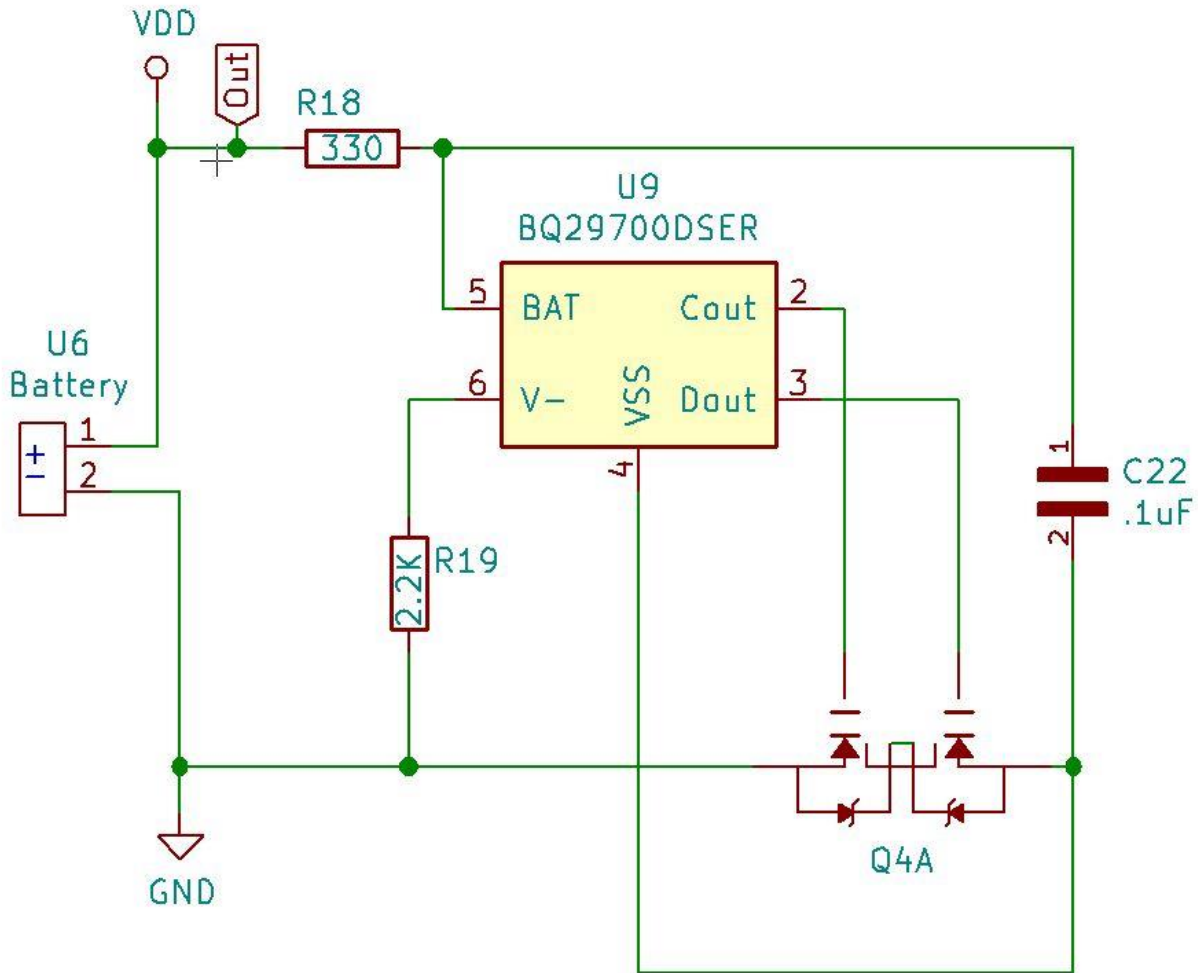 VDD
Out
R18
330
U9
BQ29700DSER
5
BAT
Cout
2
U6
Battery
6
V-
VSS
Dout
3
1
+
-
2
4
1
C22
.1uF
2
R19
2.2K
Q4A
GND